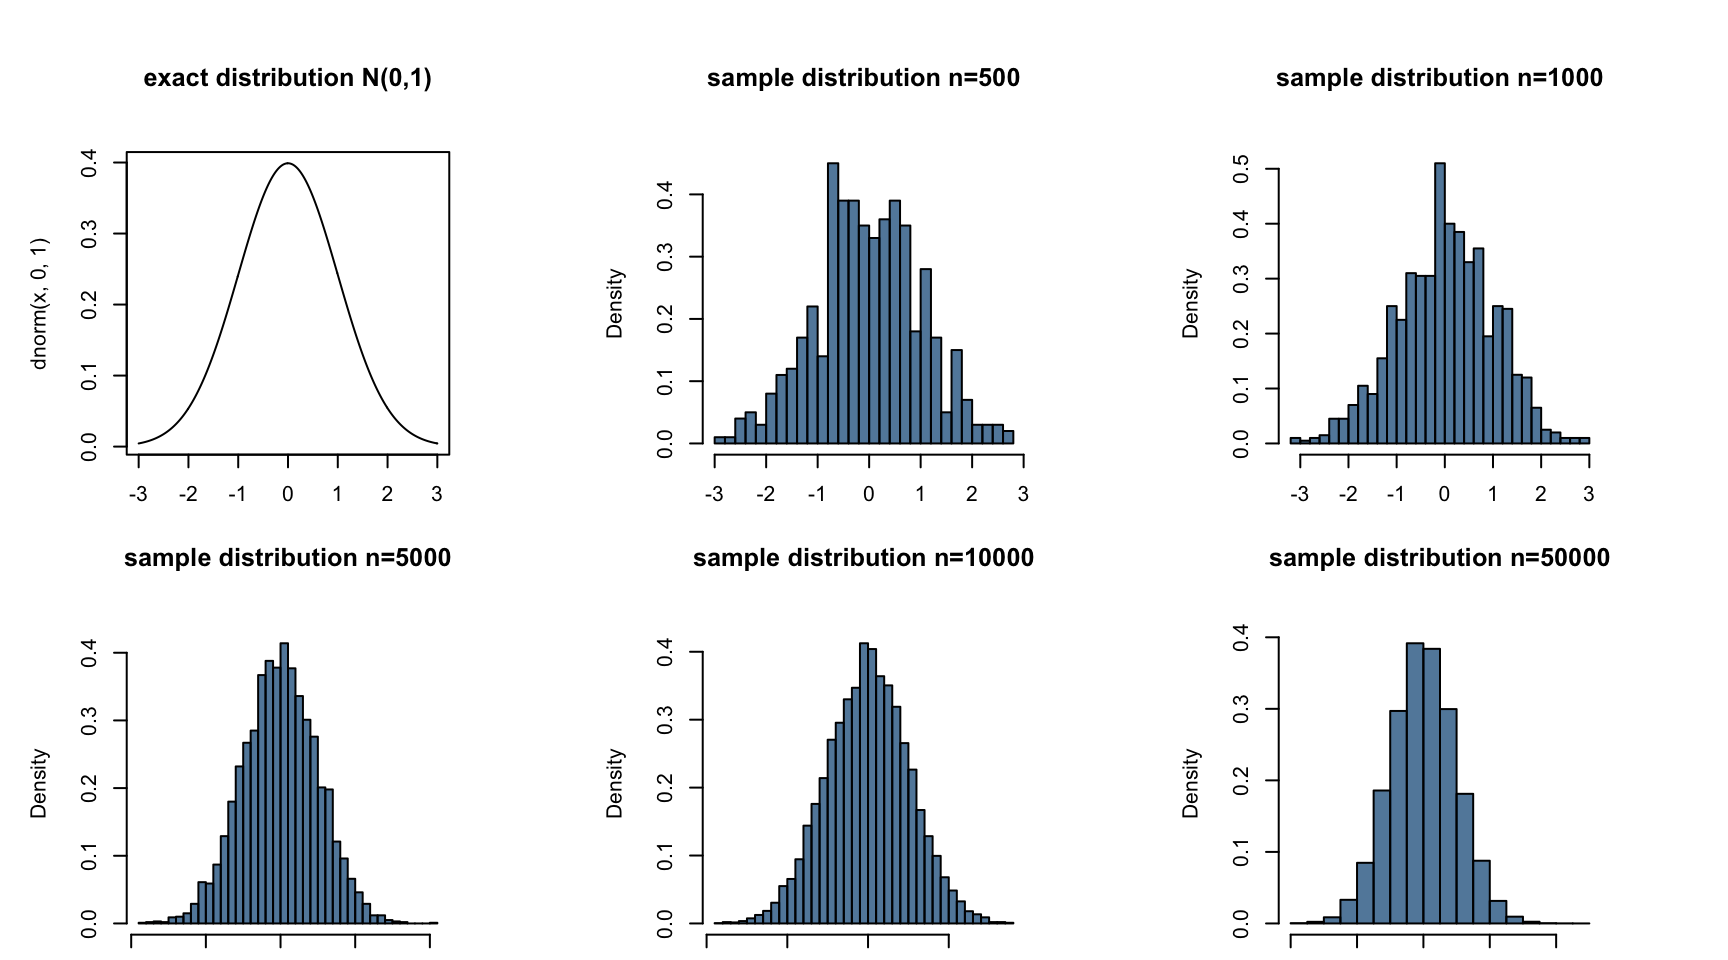 exact distribution N(0,1)
dnorm(x, 0, 1)
0.4
0.3
0.2
0.1
0.0
-3 -2 -1 0 1 2 3
sample distribution n=500
Density
0.4
0.3
0.2
0.1
0.0
-3 -2 -1 0 1 2 3
sample distribution n=1000
Density
0.5
0.4
0.3
0.2
0.1
0.0
-3 -2 -1 0 1 2 3
sample distribution n=5000
Density
0.4
0.3
0.2
0.1
0.0
sample distribution n=10000
Density
0.4
0.3
0.2
0.1
0.0
sample distribution n=50000
Density
0.4
0.3
0.2
0.1
0.0